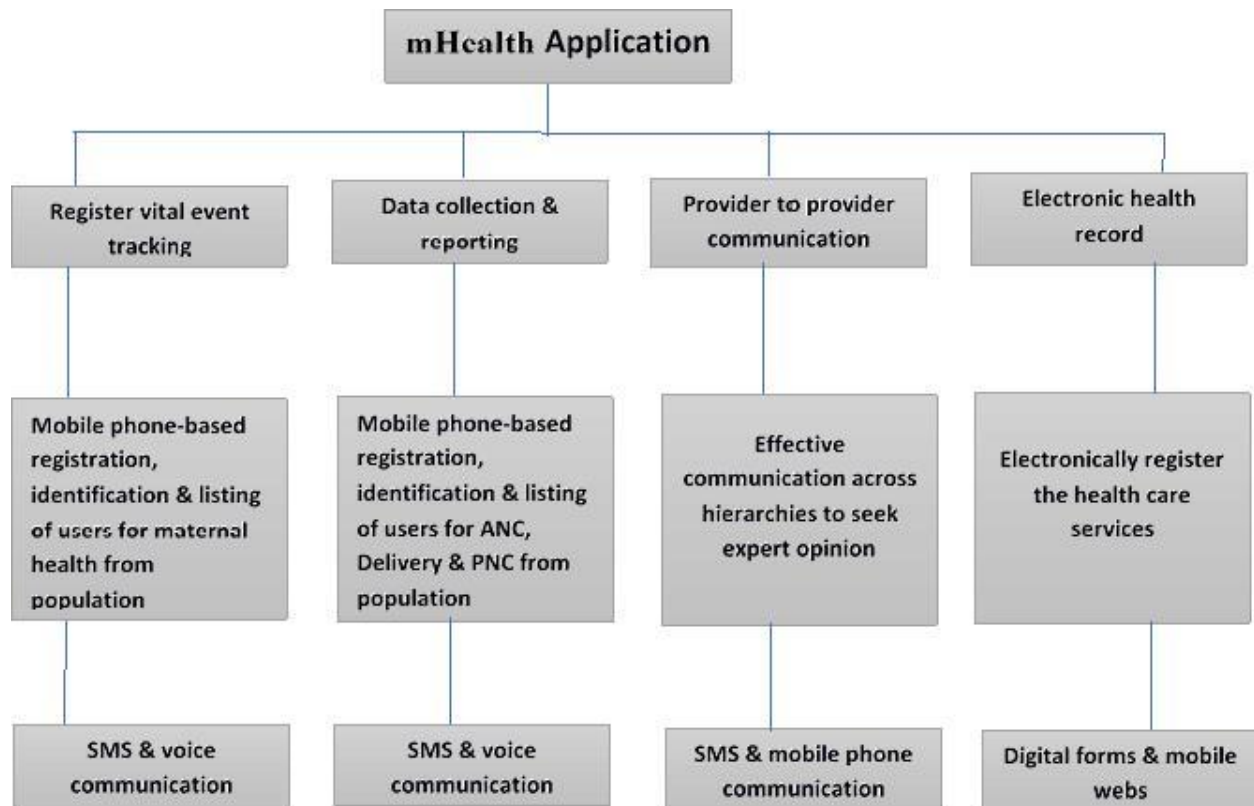 mHealth Application
Register vital event
tracking
Data collection &
reporting
Provider to provider
communication
Electronic health
record
Mobile phone-based
registration,
identification & listing
of users for maternal
health from
population
Mobile phone-based
registration,
identification & listing
of users for ANC,
Delivery & PNC from
population
Effective
communication across
hierarchies to seek
expert opinion
Electronically register
the health care
services
SMS & voice
communication
SMS & voice
communication
SMS & mobile phone
communication
Digital forms & mobile
webs